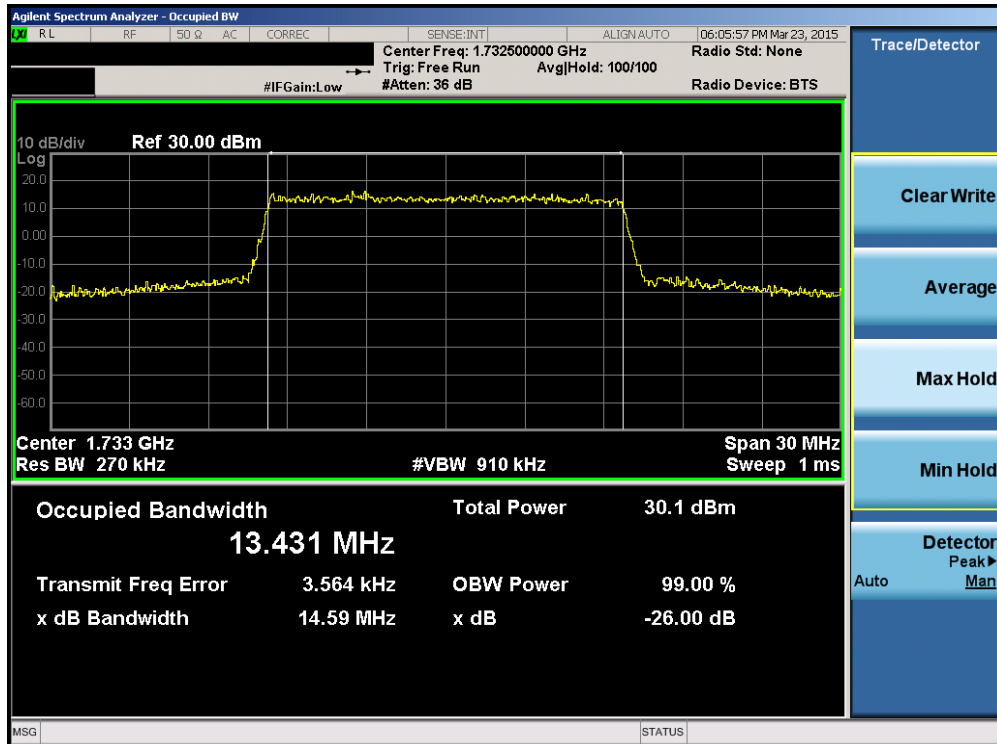 Agilent Spectrum Analyzer - Occupied BW
LXI RL RF 50 Ω AC CORREC SENSE:INT ALIGN AUTO 06:05:57 PM Mar 23, 2015
Center Freq: 1.732500000 GHz Radio Std: None
Trig: Free Run Avg|Hold: 100/100
#IFGain:Low #Atten: 36 dB Radio Device: BTS
10 dB/div Ref 30.00 dBm
Log
20.0
10.0
0.00
-10.0
-20.0
-30.0
-40.0
-50.0
-60.0
Center 1.733 GHz Span 30 MHz
Res BW 270 kHz #VBW 910 kHz Sweep 1 ms
Occupied Bandwidth Total Power 30.1 dBm
13.431 MHz
Transmit Freq Error 3.564 kHz OBW Power 99.00 %
x dB Bandwidth 14.59 MHz x dB -26.00 dB
MSG STATUS
Trace/Detector
Clear Write
Average
Max Hold
Min Hold
Detector
Peak▶
Auto Man